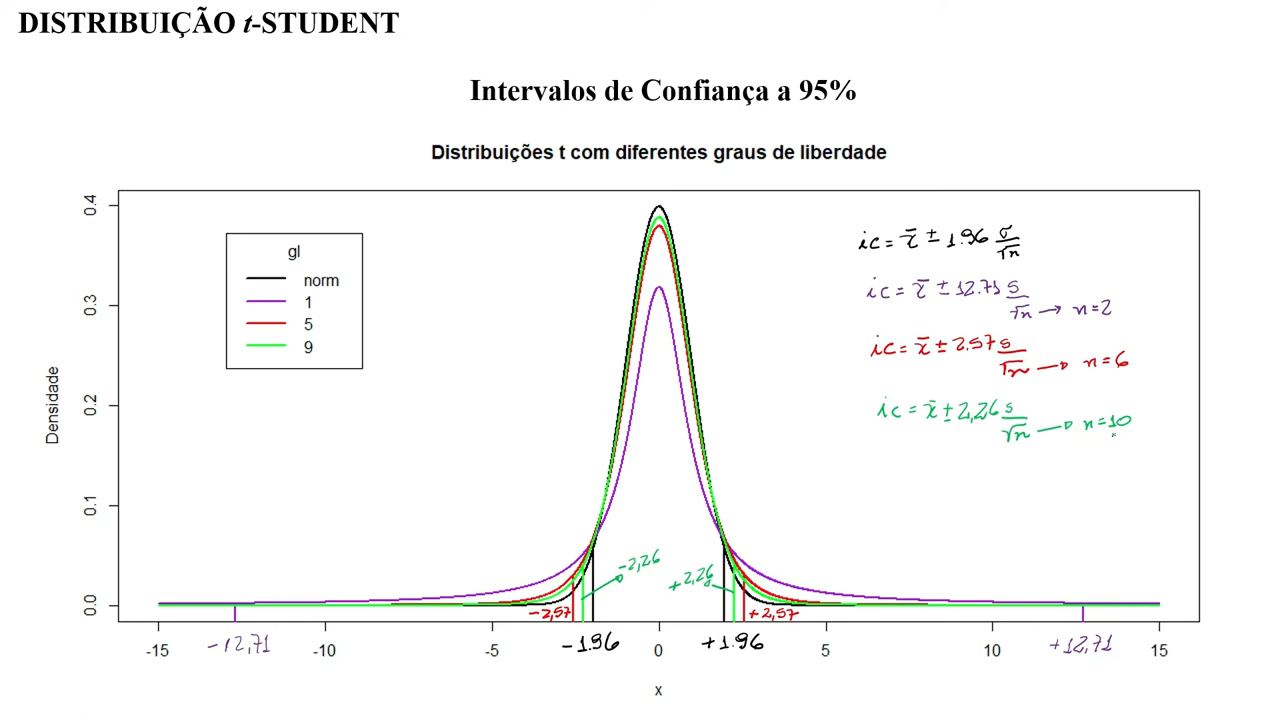 DISTRIBUIÇÃO t-STUDENT
Intervalos de Confiança a 95%
Distribuições t com diferentes graus de liberdade
Densidade
0.4
0.3
0.2
0.1
0.0
gl
norm
1
5
9
ic = x̄ ± 1.96 σ/√n
ic = x̄ ± 12.71 s/√n → n=2
ic = x̄ ± 2.57 s/√n → n=6
ic = x̄ ± 2,26 s/√n → n=10
-2,26
+2,26
-2,57
+2,57
-12,71
-1.96
+1.96
+12,71
-15
-10
-5
0
5
10
15
x